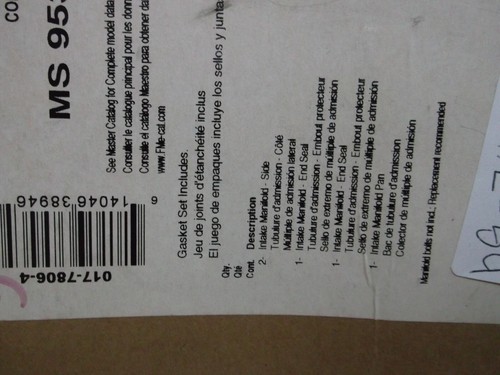 CO
MS 953
See Master Catalog for Complete model data
Consulter le catalogue principal pour les donn
Consulte el catálogo Maestro para obtener da
www.FMe-cat.com
14046 38946
6
017-7806-4
Gasket Set Includes.
Jeu de joints d'étanchéité inclus
El juego de empaques incluye los sellos y junta
Qty.
Qté
Cant. Description
2- Intake Manifold - Side
Tubulure d'admission - Côté
Múltiple de admisión lateral
1- Intake Manifold - End Seal
Tubulure d'admission - Embout protecteur
Sello de extremo de múltiple de admisión
1- Intake Manifold - End Seal
Tubulure d'admission - Embout protecteur
Sello de extremo de múltiple de admisión
1- Intake Manifold Pan
Bac de tubulure d'admission
Colector de múltiple de admisión
Manifold bolts not incl.: Replacement Recommended